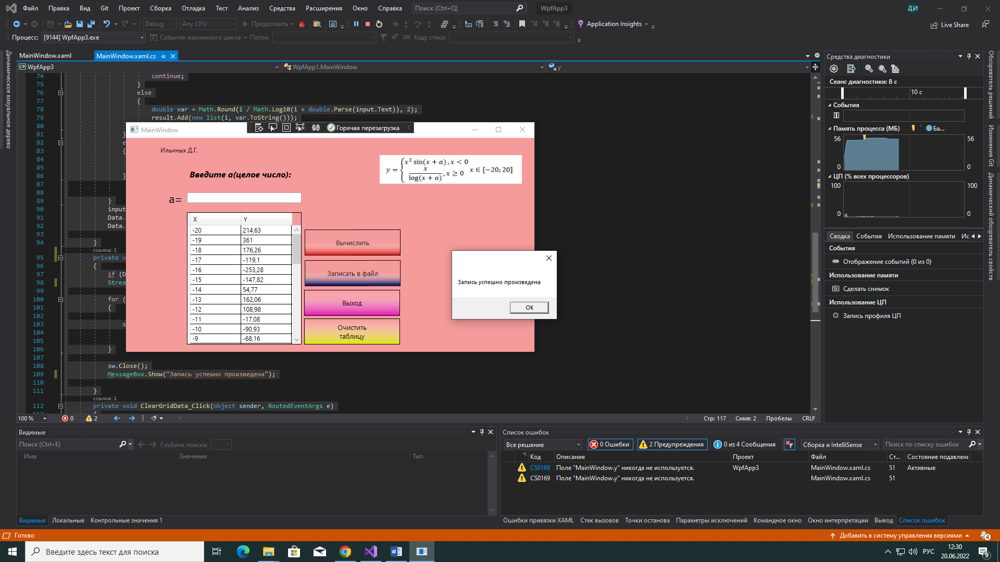 Файл Правка Вид Git Проект Сборка Отладка Тест Анализ Средства Расширения Окно Справка Поиск (Ctrl+Q) WpfApp3 ДИ
Debug Any CPU Продолжить Application Insights Live Share
Процесс: [9144] WpfApp3.exe События жизненного цикла Поток: Кадр стека:
Динамическое визуальное дерево
MainWindow.xaml MainWindow.xaml.cs
WpfApp3 WpfApp1.MainWindow y
74 continue;
75 }
76 else
77 {
78 double var = Math.Round(i / Math.Log10(i + double.Parse(input.Text)), 2);
79 result.Add(new list(i, var.ToString()));
80
81 }
82 e
83 {
84
85
86 }
87
88
89 }
90 input
91 Data.
92 Data.
93
94 }
ссылка: 1
95 private v
96 {
97 if (D
98 Strea
99
100 for (
101 {
102
103 s
104
105
106 }
107
108 sw.Close();
109 MessageBox.Show("Запись успешно произведена");
110
111 }
ссылка: 1
112 private void ClearGridData_Click(object sender, RoutedEventArgs e)
113 {
MainWindow Горячая перезагрузка
Ильиных Д.Г.
Введите a(целое число):
y = { x² sin(x + a), x < 0
x / log(x + a), x ≥ 0 x ∈ [−20; 20]
a=
X Y
-20 214,63
-19 361
-18 176,26
-17 -119,1
-16 -253,28
-15 -147,82
-14 54,77
-13 162,06
-12 108,98
-11 -17,08
-10 -90,93
-9 -68,16
Вычислить
Записать в файл
Выход
Очистить
таблицу
Запись успешно произведена
OK
100 % 0 2 Стр: 117 Симв: 2 Пробелы CRLF
Средства диагностики
Сеанс диагностики: 8 с
10 с
События
Память процесса (МБ) Ба...
56 56
0 0
ЦП (% всех процессоров)
100 100
0 0
Сводка События Использование памяти Ис
События
Отображение событий (0 из 0)
Использование памяти
Сделать снимок
Использование ЦП
Запись профиля ЦП
Обозреватель решений
Изменения Git
Динамический обозреватель свойств
Видимые
Поиск (Ctrl+E) Глубина поиска:
Имя Значение Тип
Видимые Локальные Контрольные значения 1
Список ошибок
Все решение 0 Ошибки 2 Предупреждения 0 из 4 Сообщения Сборка и IntelliSense Поиск по списку ошибок
Код Описание Проект Файл Ст... Состояние подавлени
CS0169 Поле "MainWindow.y" никогда не используется. WpfApp3 MainWindow.xaml.cs 51 Активные
CS0169 Поле "MainWindow.y" никогда не используется. MainWindow.xaml.cs 51
Ошибки привязки XAML Стек вызовов Точки останова Параметры исключений Командное окно Окно интерпретации Вывод Список ошибок
Готово Добавить в систему управления версиями 4
Введите здесь текст для поиска РУС 12:30
20.06.2022 9